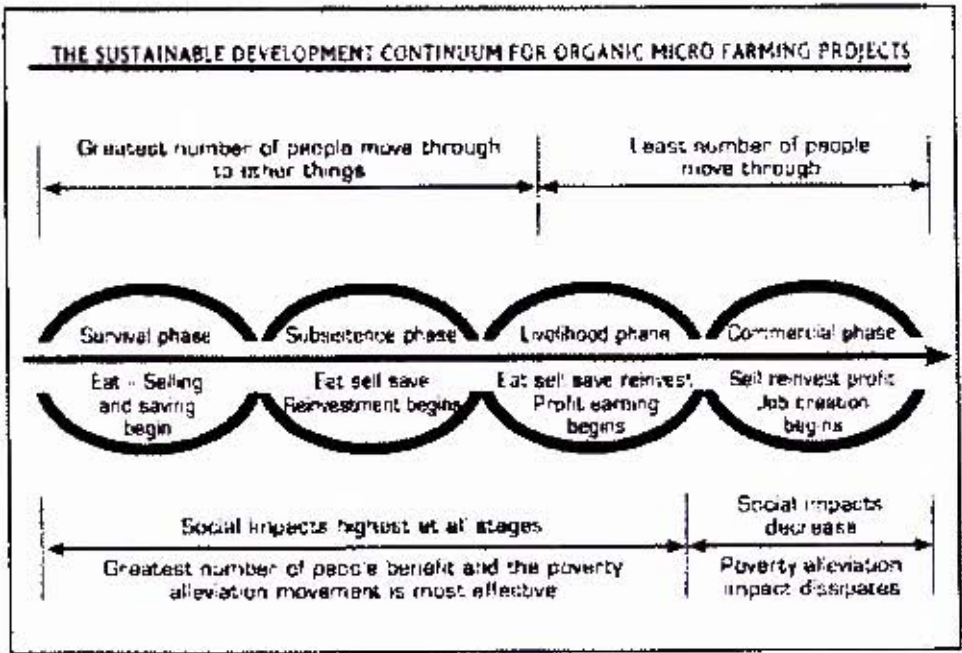 THE SUSTAINABLE DEVELOPMENT CONTINUUM FOR ORGANIC MICRO FARMING PROJECTS
Greatest number of people move through
to other things
Least number of people
move through
Survival phase
Subsistence phase
Livelihood phase
Commercial phase
Eat - Selling
and saving
begin
Eat sell save
Reinvestment begins
Eat sell save reinvest
Profit earning
begins
Sell reinvest profit
Job creation
begins
Social impacts highest at all stages
Social impacts
decrease
Greatest number of people benefit and the poverty
alleviation movement is most effective
Poverty alleviation
impact dissipates